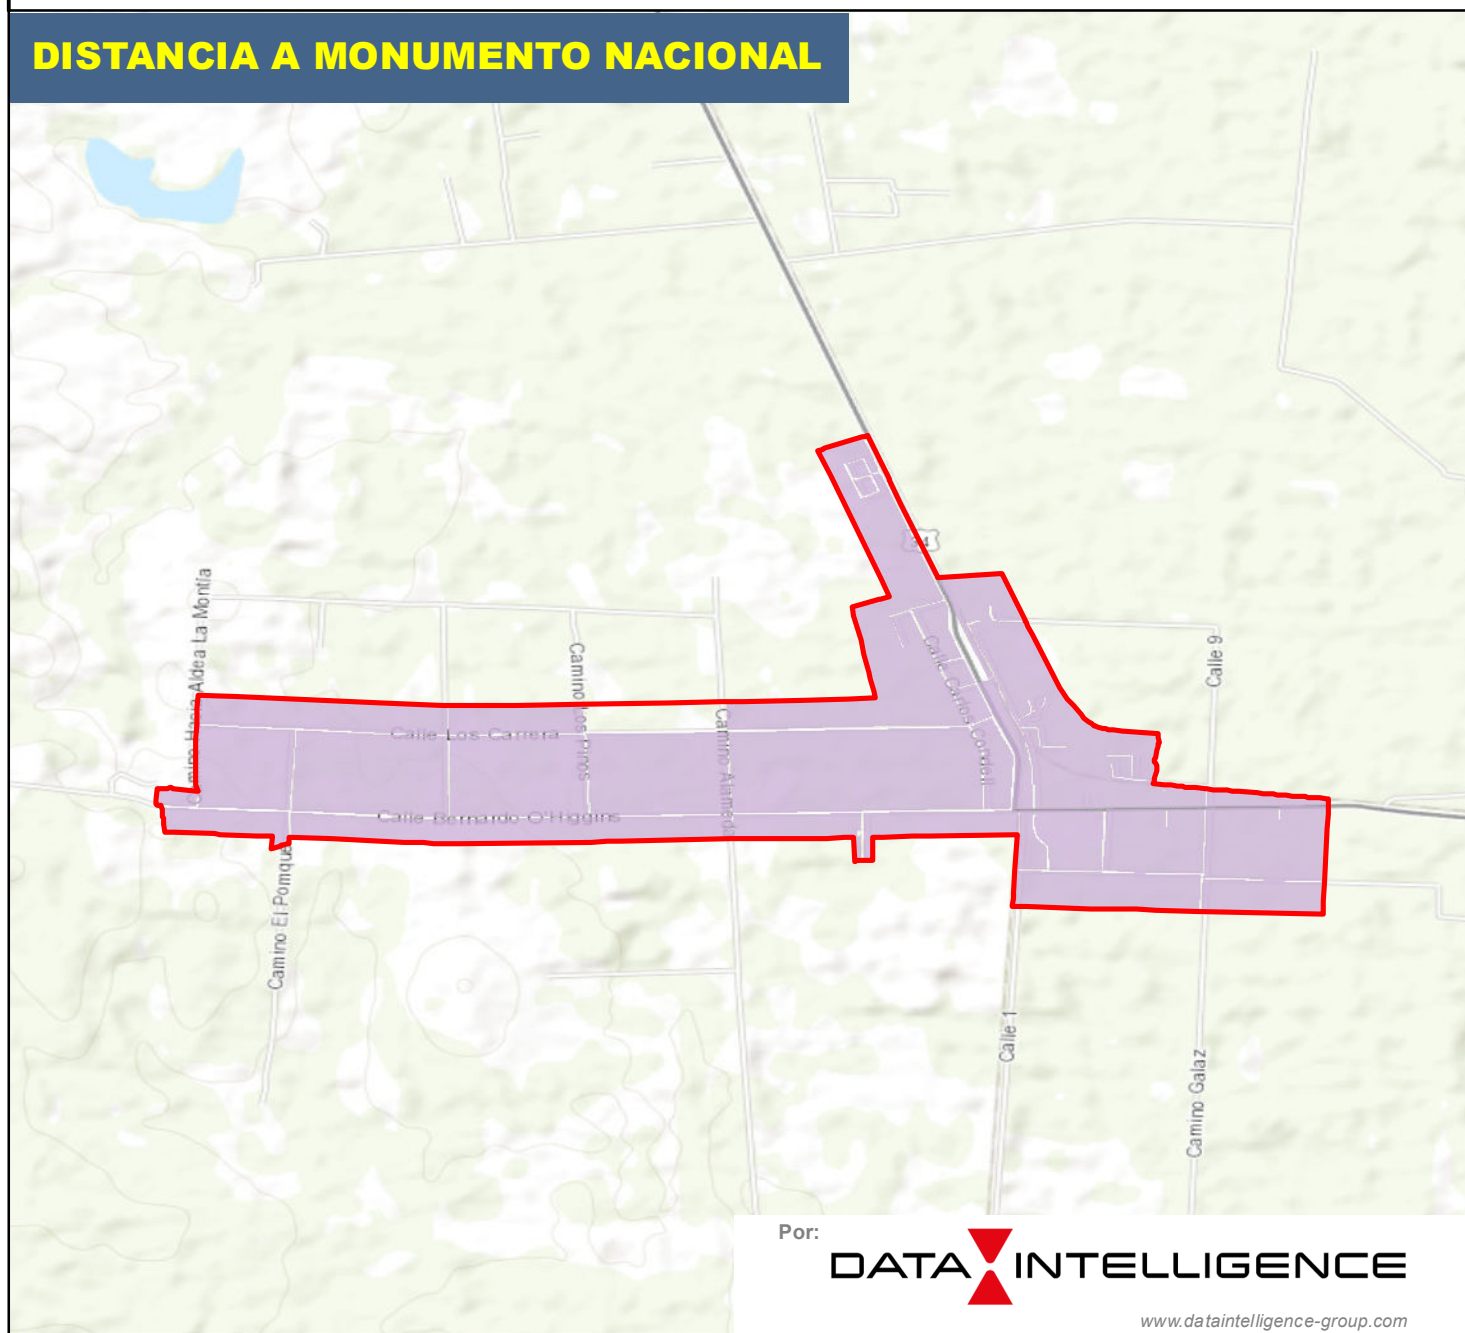 DISTANCIA A MONUMENTO NACIONAL
Camino Hacia Aldea La Montia
Camino Los Pinos
Calle Carlos Condell
Calle 9
Calle Los Carrera
Camino Alameda
Calle Bernardo O'Higgins
Camino El Pomque
Calle 1
Camino Galaz
Por:
DATA INTELLIGENCE
www.dataintelligence-group.com